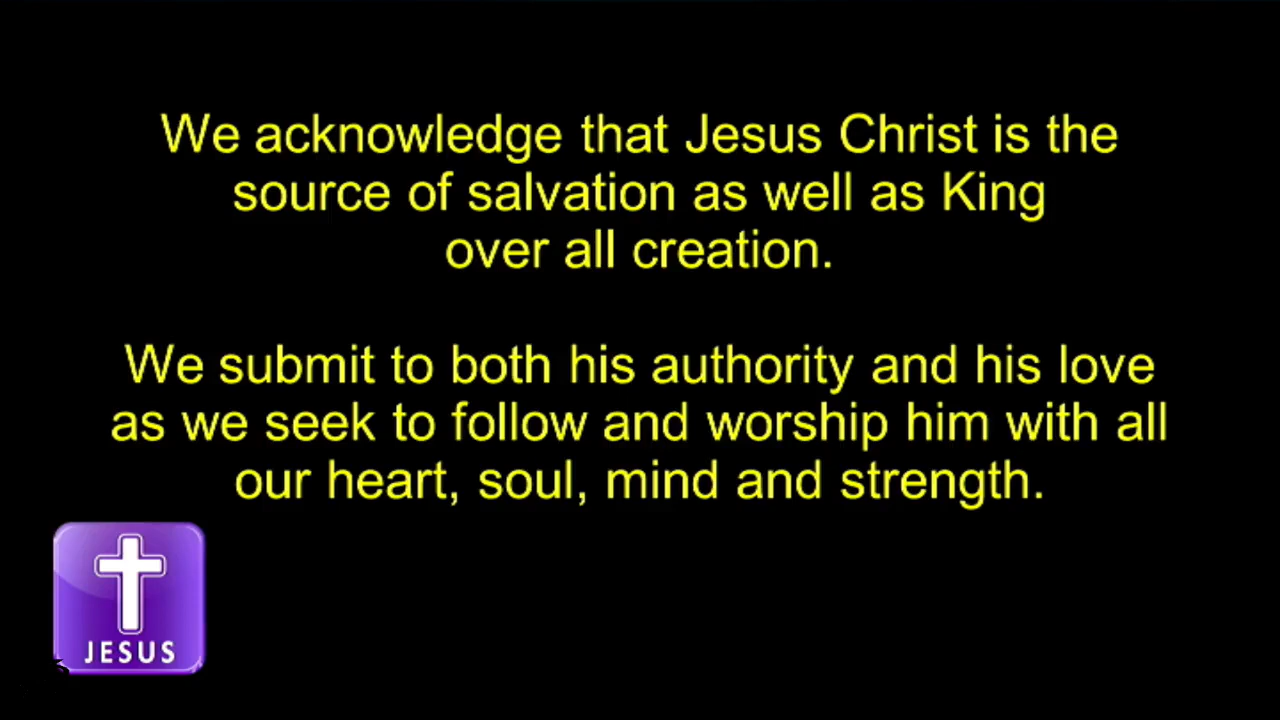 We acknowledge that Jesus Christ is the
source of salvation as well as King
over all creation.
We submit to both his authority and his love
as we seek to follow and worship him with all
our heart, soul, mind and strength.
JESUS